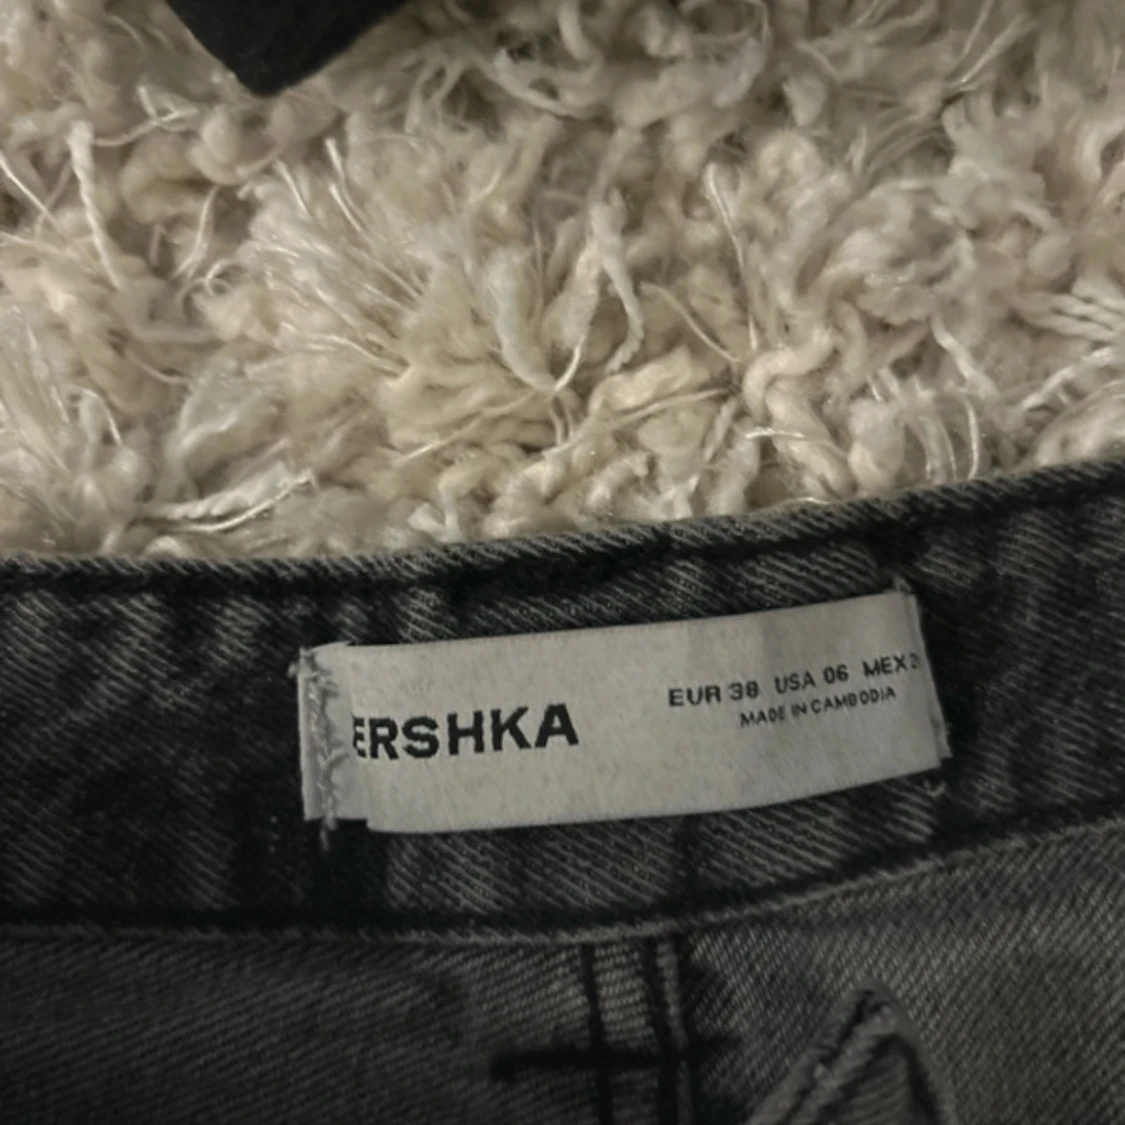 ERSHKA
EUR 38 USA 06 MEX
MADE IN CAMBODIA